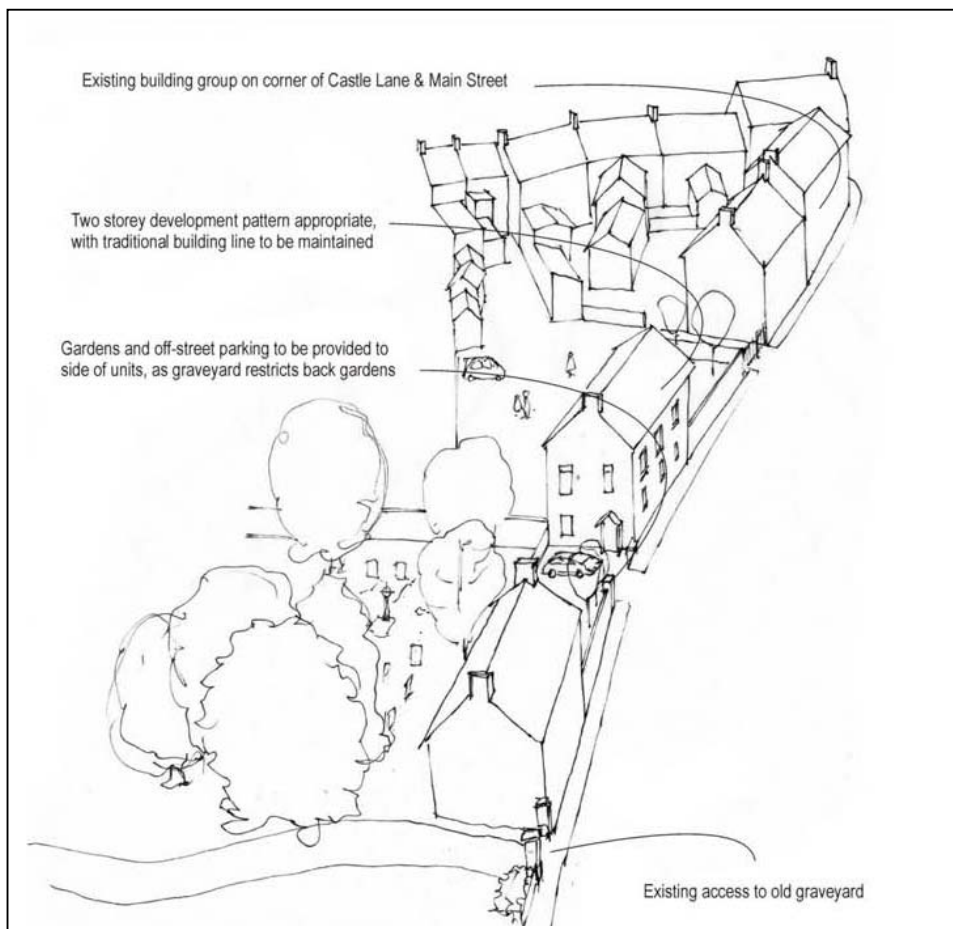 Existing building group on corner of Castle Lane & Main Street
Two storey development pattern appropriate,
with traditional building line to be maintained
Gardens and off-street parking to be provided to
side of units, as graveyard restricts back gardens
Existing access to old graveyard